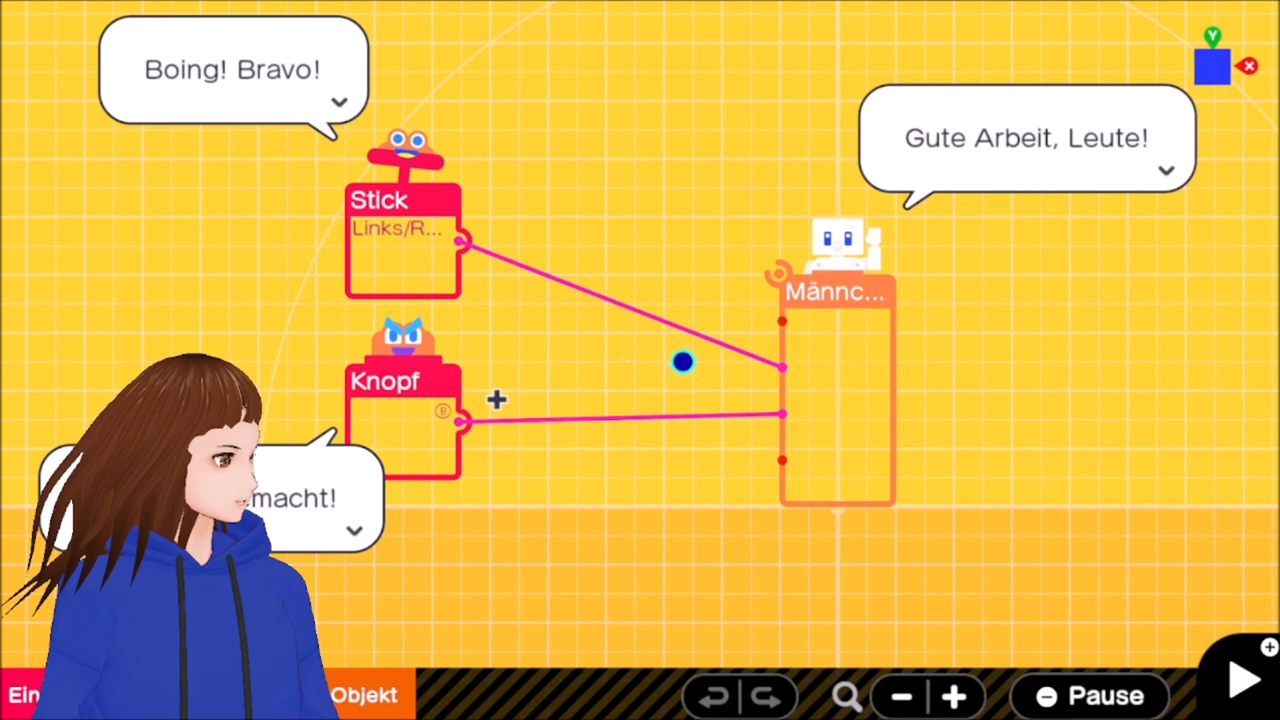 Boing! Bravo!
Gute Arbeit, Leute!
Y
X
Stick
Links/R...
Männc...
Knopf
B
macht!
Ein
Objekt
Pause